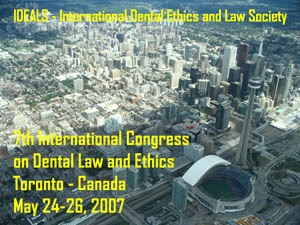 IDEALS - International Dental Ethics and Law Society
7th International Congress
on Dental Law and Ethics
Toronto - Canada
May 24-26, 2007